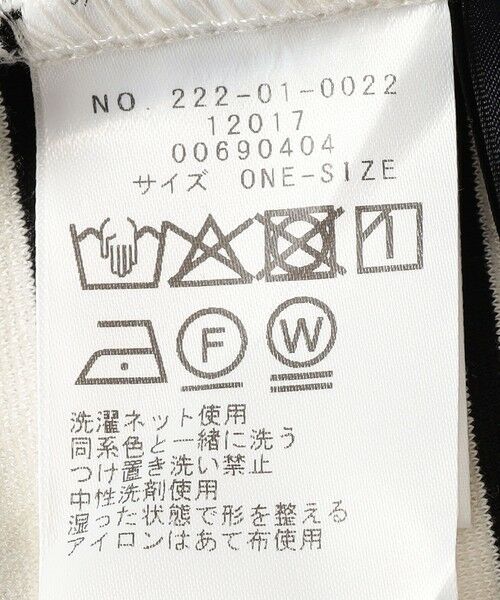 NO. 222-01-0022
12017
00690404
サイズ ONE-SIZE
F
W
洗濯ネット使用
同系色と一緒に洗う
つけ置き洗い禁止
中性洗剤使用
湿った状態で形を整える
アイロンはあて布使用